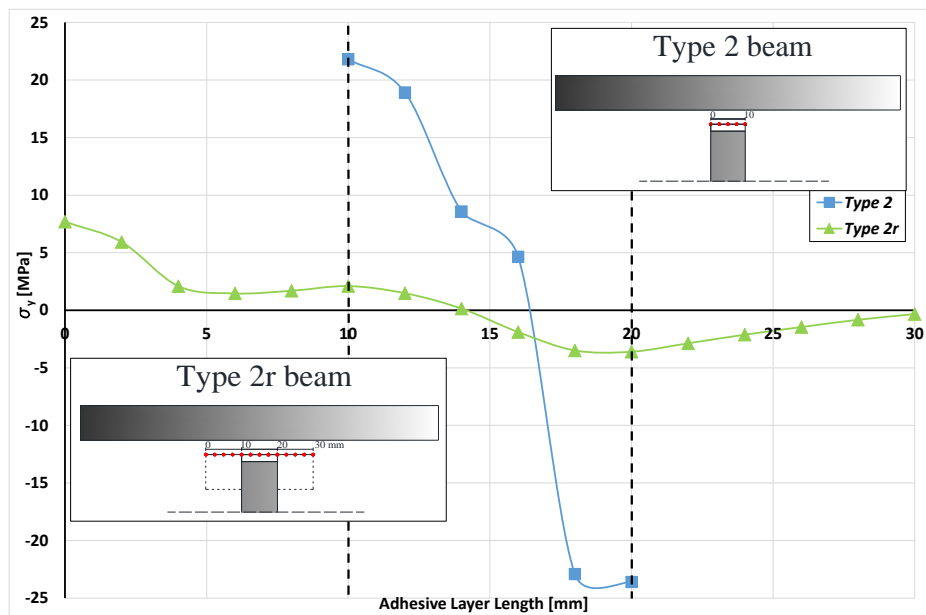 25
20
15
10
5
0
-5
-10
-15
-20
-25
σy [MPa]
0 5 10 15 20 25 30
Adhesive Layer Length [mm]
Type 2 beam
0 10
Type 2
Type 2r
Type 2r beam
0 10 20 30 mm